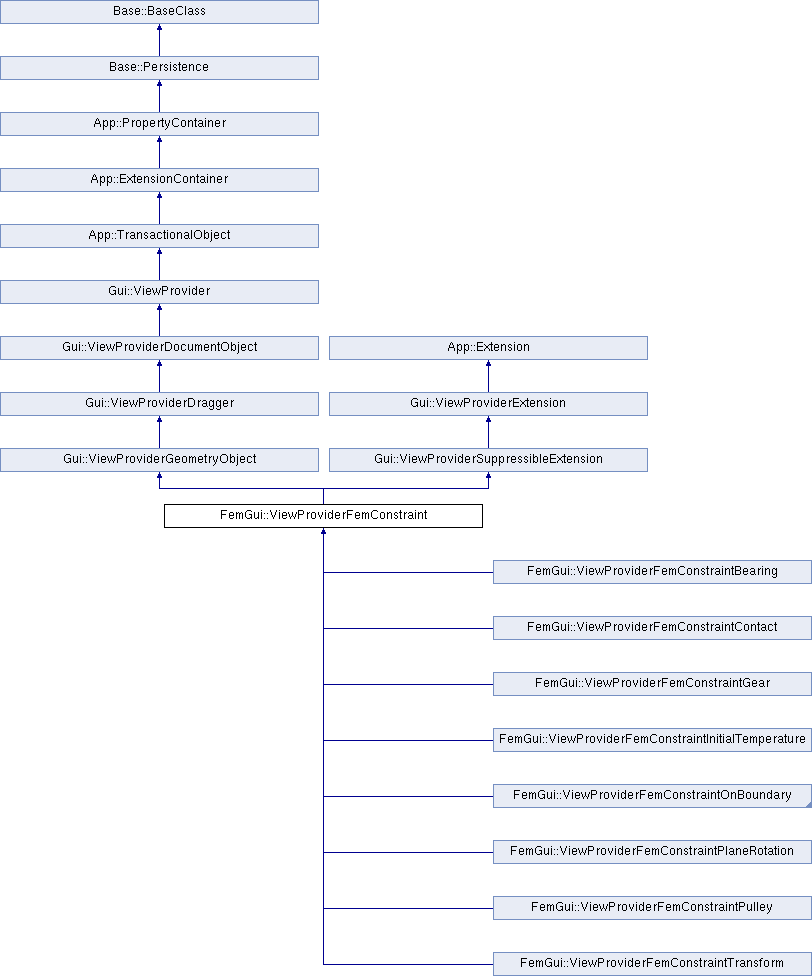 Base::BaseClass
Base::Persistence
App::PropertyContainer
App::ExtensionContainer
App::TransactionalObject
Gui::ViewProvider
Gui::ViewProviderDocumentObject
App::Extension
Gui::ViewProviderDragger
Gui::ViewProviderExtension
Gui::ViewProviderGeometryObject
Gui::ViewProviderSuppressibleExtension
FemGui::ViewProviderFemConstraint
FemGui::ViewProviderFemConstraintBearing
FemGui::ViewProviderFemConstraintContact
FemGui::ViewProviderFemConstraintGear
FemGui::ViewProviderFemConstraintInitialTemperature
FemGui::ViewProviderFemConstraintOnBoundary
FemGui::ViewProviderFemConstraintPlaneRotation
FemGui::ViewProviderFemConstraintPulley
FemGui::ViewProviderFemConstraintTransform